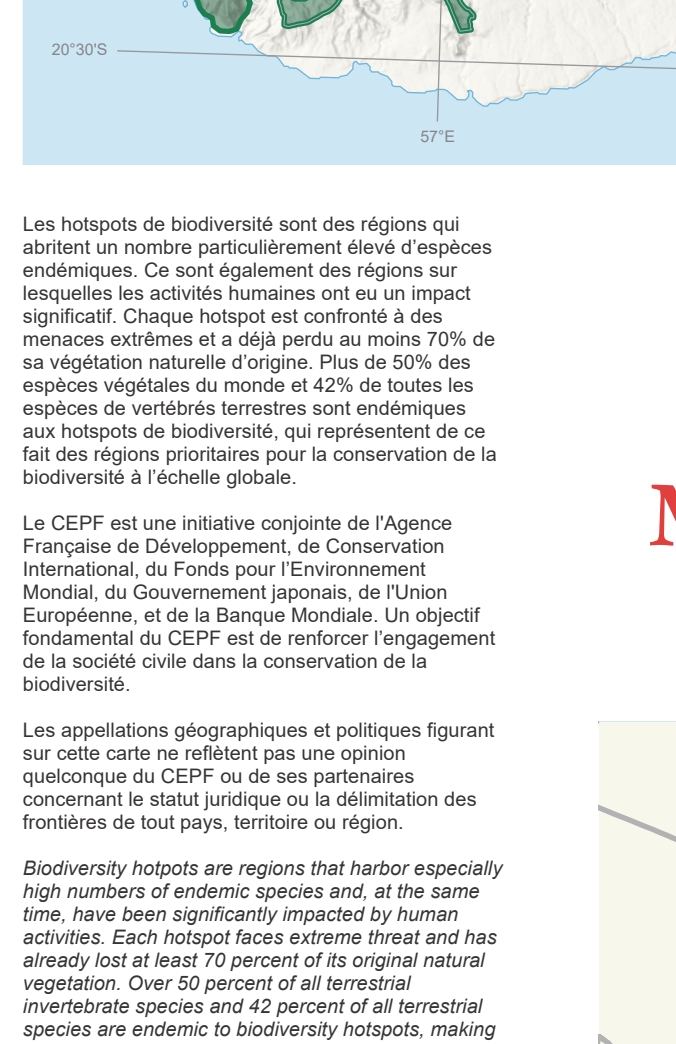 20°30'S
57°E
Les hotspots de biodiversité sont des régions qui
abritent un nombre particulièrement élevé d’espèces
endémiques. Ce sont également des régions sur
lesquelles les activités humaines ont eu un impact
significatif. Chaque hotspot est confronté à des
menaces extrêmes et a déjà perdu au moins 70% de
sa végétation naturelle d’origine. Plus de 50% des
espèces végétales du monde et 42% de toutes les
espèces de vertébrés terrestres sont endémiques
aux hotspots de biodiversité, qui représentent de ce
fait des régions prioritaires pour la conservation de la
biodiversité à l’échelle globale.
Le CEPF est une initiative conjointe de l'Agence
Française de Développement, de Conservation
International, du Fonds pour l’Environnement
Mondial, du Gouvernement japonais, de l'Union
Européenne, et de la Banque Mondiale. Un objectif
fondamental du CEPF est de renforcer l’engagement
de la société civile dans la conservation de la
biodiversité.
Les appellations géographiques et politiques figurant
sur cette carte ne reflètent pas une opinion
quelconque du CEPF ou de ses partenaires
concernant le statut juridique ou la délimitation des
frontières de tout pays, territoire ou région.
Biodiversity hotpots are regions that harbor especially
high numbers of endemic species and, at the same
time, have been significantly impacted by human
activities. Each hotspot faces extreme threat and has
already lost at least 70 percent of its original natural
vegetation. Over 50 percent of all terrestrial
invertebrate species and 42 percent of all terrestrial
species are endemic to biodiversity hotspots, making